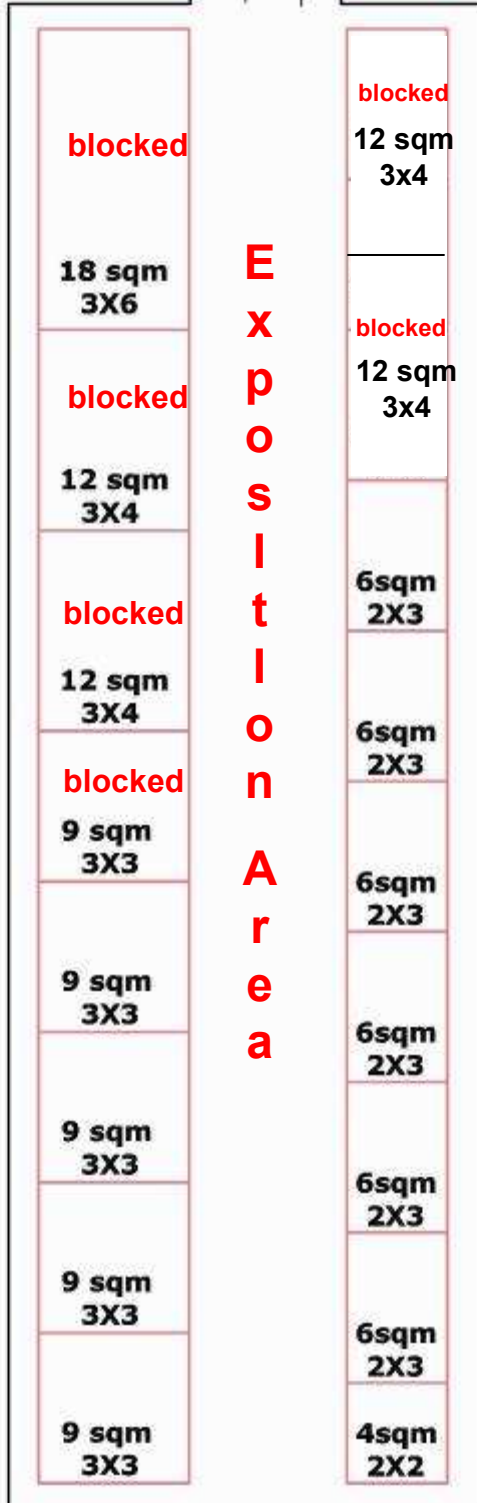 blocked
18 sqm
3X6
blocked
12 sqm
3X4
blocked
12 sqm
3X4
blocked
9 sqm
3X3
9 sqm
3X3
9 sqm
3X3
9 sqm
3X3
9 sqm
3X3
E
x
p
o
s
I
t
I
o
n
A
r
e
a
blocked
12 sqm
3x4
blocked
12 sqm
3x4
6sqm
2X3
6sqm
2X3
6sqm
2X3
6sqm
2X3
6sqm
2X3
6sqm
2X3
4sqm
2X2